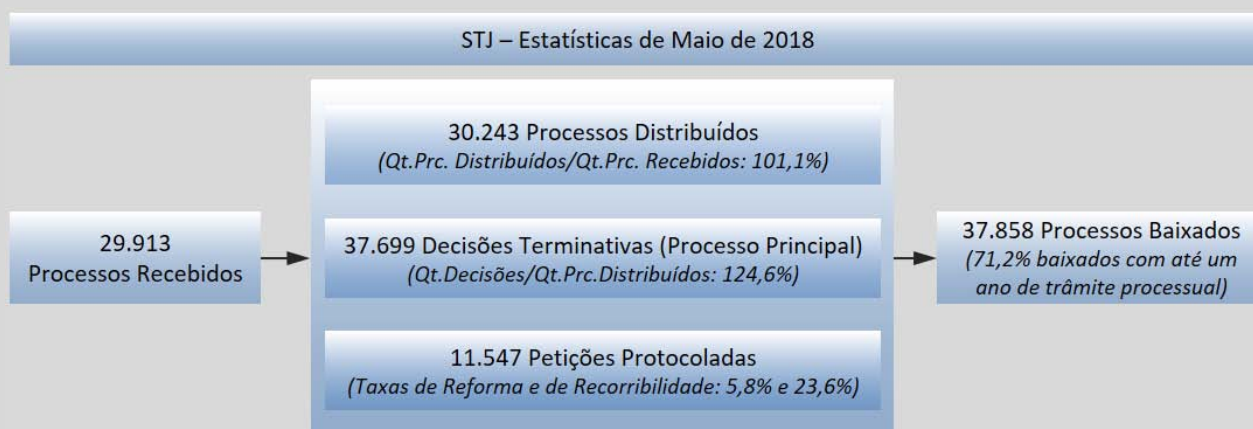 STJ – Estatísticas de Maio de 2018
29.913
Processos Recebidos
30.243 Processos Distribuídos
(Qt.Prc. Distribuídos/Qt.Prc. Recebidos: 101,1%)
37.699 Decisões Terminativas (Processo Principal)
(Qt.Decisões/Qt.Prc.Distribuídos: 124,6%)
11.547 Petições Protocoladas
(Taxas de Reforma e de Recorribilidade: 5,8% e 23,6%)
37.858 Processos Baixados
(71,2% baixados com até um
ano de trâmite processual)